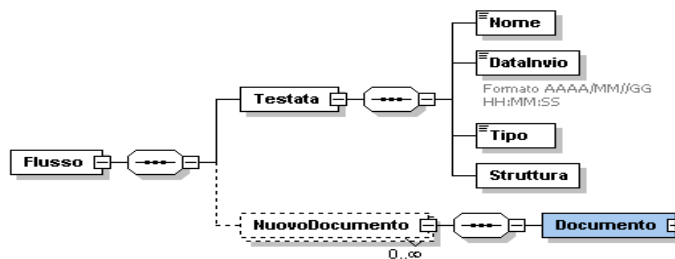 Nome
DataInvio
Formato AAAA/MM//GG
HH:MM:SS
Testata
Tipo
Flusso
Struttura
NuovoDocumento
Documento
0..∞